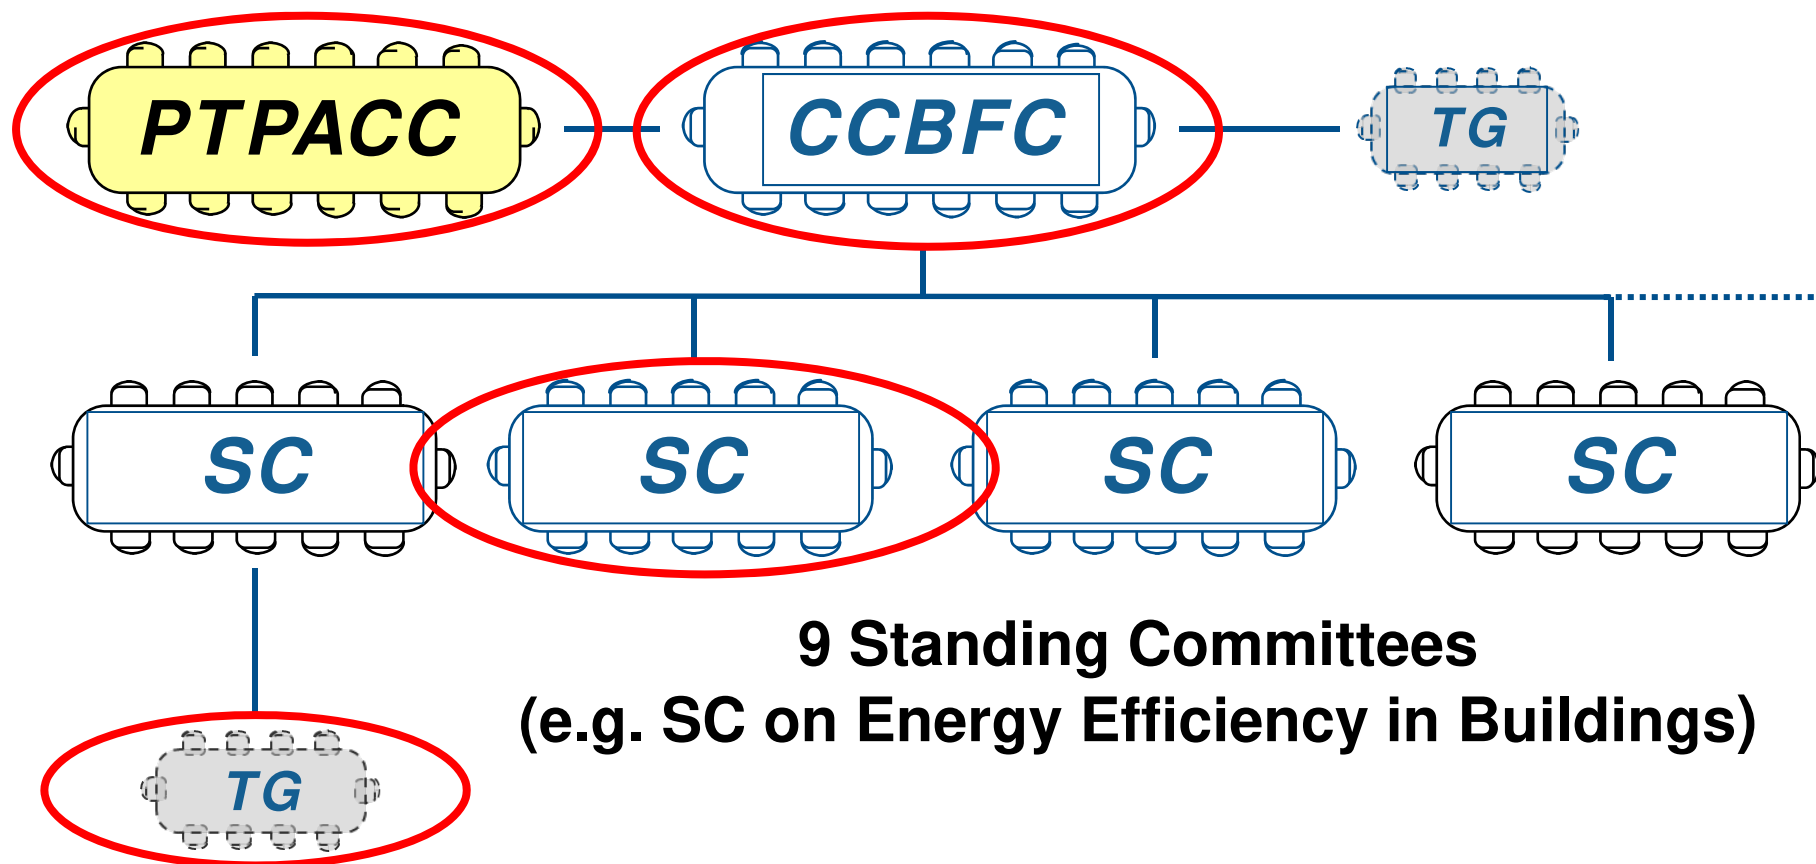 PTPACC
CCBFC
TG
SC
SC
SC
SC
9 Standing Committees
(e.g. SC on Energy Efficiency in Buildings)
TG